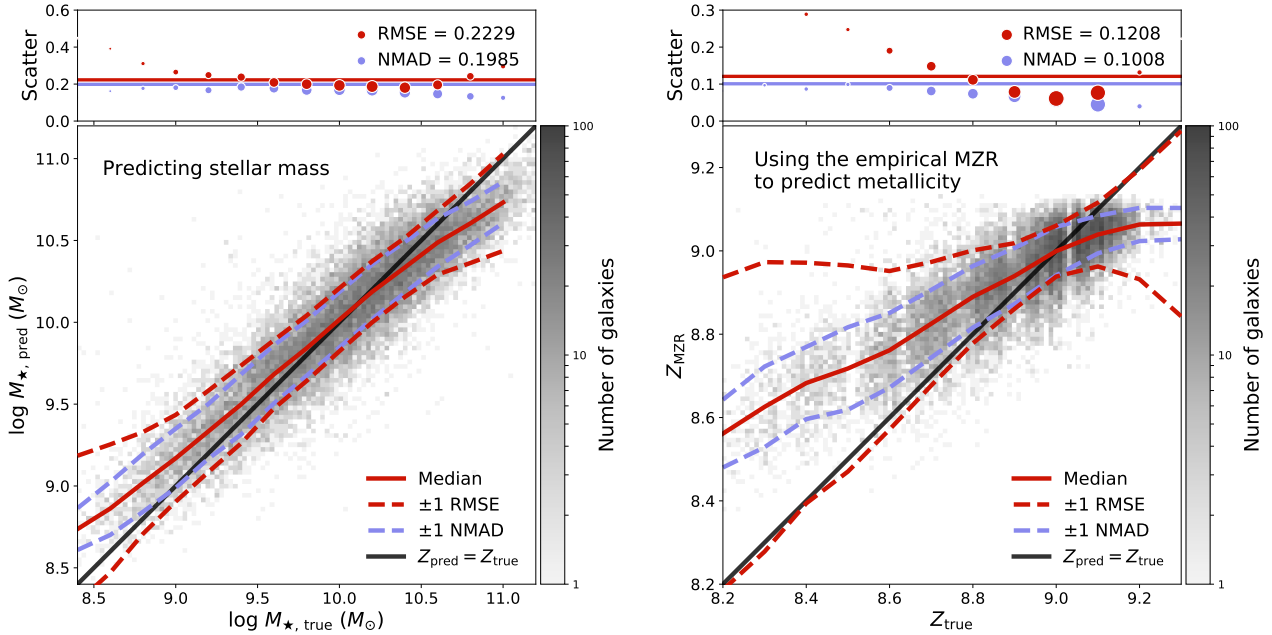 0.6
0.4
0.2
0.0
Scatter
RMSE = 0.2229
NMAD = 0.1985
11.0
10.5
10.0
9.5
9.0
8.5
log M★, pred (M⊙)
Predicting stellar mass
Median
±1 RMSE
±1 NMAD
Zpred = Ztrue
8.5 9.0 9.5 10.0 10.5 11.0
log M★, true (M⊙)
100
10
1
Number of galaxies
0.3
0.2
0.1
0.0
Scatter
RMSE = 0.1208
NMAD = 0.1008
9.2
9.0
8.8
8.6
8.4
8.2
ZMZR
Using the empirical MZR
to predict metallicity
Median
±1 RMSE
±1 NMAD
Zpred = Ztrue
8.2 8.4 8.6 8.8 9.0 9.2
Ztrue
100
10
1
Number of galaxies